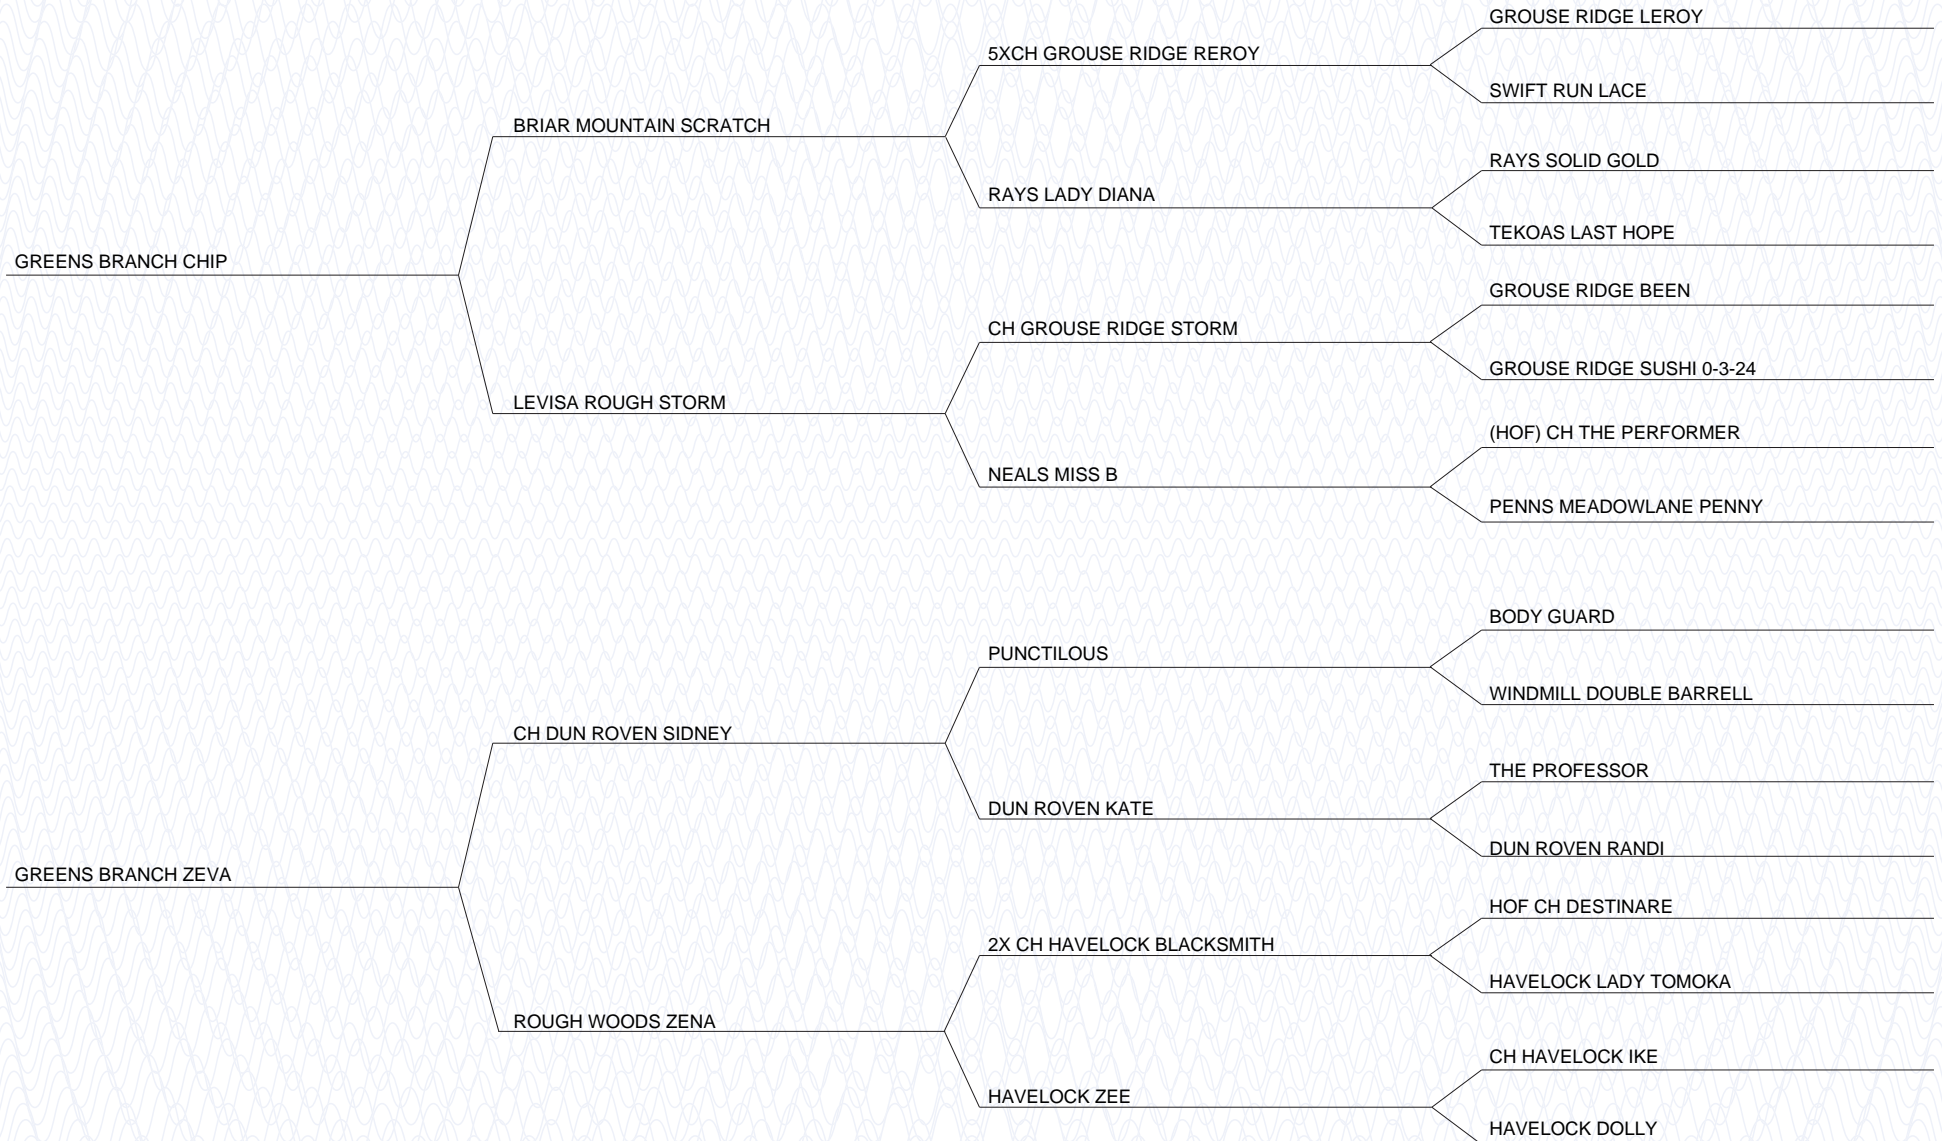 GROUSE RIDGE LEROY
5XCH GROUSE RIDGE REROY
SWIFT RUN LACE
BRIAR MOUNTAIN SCRATCH
RAYS SOLID GOLD
RAYS LADY DIANA
TEKOAS LAST HOPE
GREENS BRANCH CHIP
GROUSE RIDGE BEEN
CH GROUSE RIDGE STORM
GROUSE RIDGE SUSHI 0-3-24
LEVISA ROUGH STORM
(HOF) CH THE PERFORMER
NEALS MISS B
PENNS MEADOWLANE PENNY
BODY GUARD
PUNCTILOUS
WINDMILL DOUBLE BARRELL
CH DUN ROVEN SIDNEY
THE PROFESSOR
DUN ROVEN KATE
DUN ROVEN RANDI
GREENS BRANCH ZEVA
HOF CH DESTINARE
2X CH HAVELOCK BLACKSMITH
HAVELOCK LADY TOMOKA
ROUGH WOODS ZENA
CH HAVELOCK IKE
HAVELOCK ZEE
HAVELOCK DOLLY